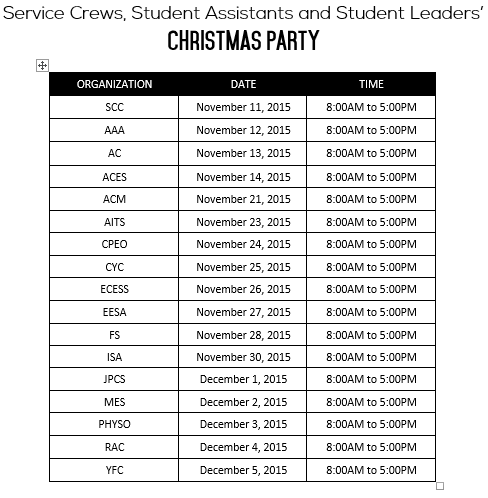 Service Crews, Student Assistants and Student Leaders'
CHRISTMAS PARTY
ORGANIZATION DATE TIME
SCC November 11, 2015 8:00AM to 5:00PM
AAA November 12, 2015 8:00AM to 5:00PM
AC November 13, 2015 8:00AM to 5:00PM
ACES November 14, 2015 8:00AM to 5:00PM
ACM November 21, 2015 8:00AM to 5:00PM
AITS November 23, 2015 8:00AM to 5:00PM
CPEO November 24, 2015 8:00AM to 5:00PM
CYC November 25, 2015 8:00AM to 5:00PM
ECESS November 26, 2015 8:00AM to 5:00PM
EESA November 27, 2015 8:00AM to 5:00PM
FS November 28, 2015 8:00AM to 5:00PM
ISA November 30, 2015 8:00AM to 5:00PM
JPCS December 1, 2015 8:00AM to 5:00PM
MES December 2, 2015 8:00AM to 5:00PM
PHYSO December 3, 2015 8:00AM to 5:00PM
RAC December 4, 2015 8:00AM to 5:00PM
YFC December 5, 2015 8:00AM to 5:00PM